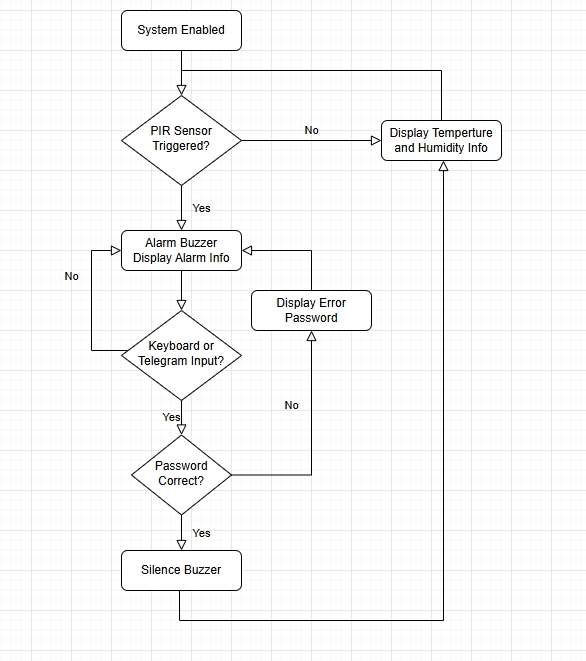 System Enabled
PIR Sensor
Triggered?
No
Display Temperture
and Humidity Info
Yes
Alarm Buzzer
Display Alarm Info
No
Display Error
Password
Keyboard or
Telegram Input?
No
Yes
Password
Correct?
Yes
Silence Buzzer